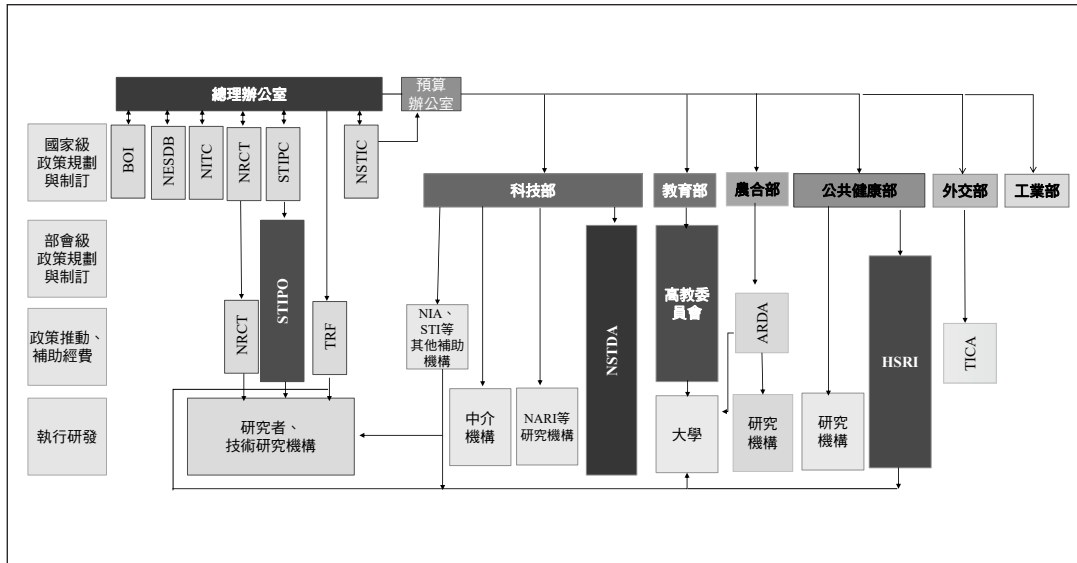 總理辦公室
預算
辦公室
國家級
政策規劃
與制訂
BOI
NESDB
NITC
NRCT
STIPC
NSTIC
科技部
教育部
農合部
公共健康部
外交部
工業部
部會級
政策規劃
與制訂
STIPO
高教委
員會
政策推動、
補助經費
NRCT
TRF
NIA、
STI等
其他補助
機構
NSTDA
ARDA
HSRI
TICA
執行研發
研究者、
技術研究機構
中介
機構
NARI等
研究機構
大學
研究
機構
研究
機構